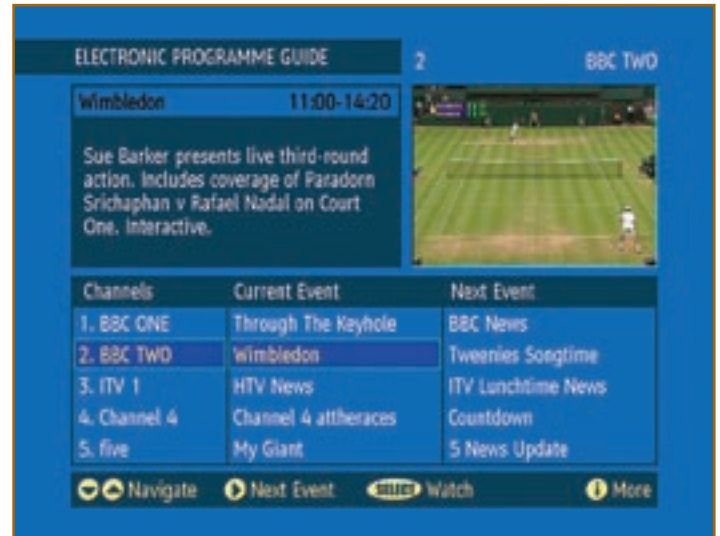 ELECTRONIC PROGRAMME GUIDE
2 BBC TWO
Wimbledon 11:00-14:20
Sue Barker presents live third-round
action. Includes coverage of Paradorn
Srichaphan v Rafael Nadal on Court
One. Interactive.
Channels Current Event Next Event
1. BBC ONE Through The Keyhole BBC News
2. BBC TWO Wimbledon Tweenies Songtime
3. ITV 1 HTV News ITV Lunchtime News
4. Channel 4 Channel 4 attheraces Countdown
5. five My Giant 5 News Update
Navigate Next Event SELECT Watch i More